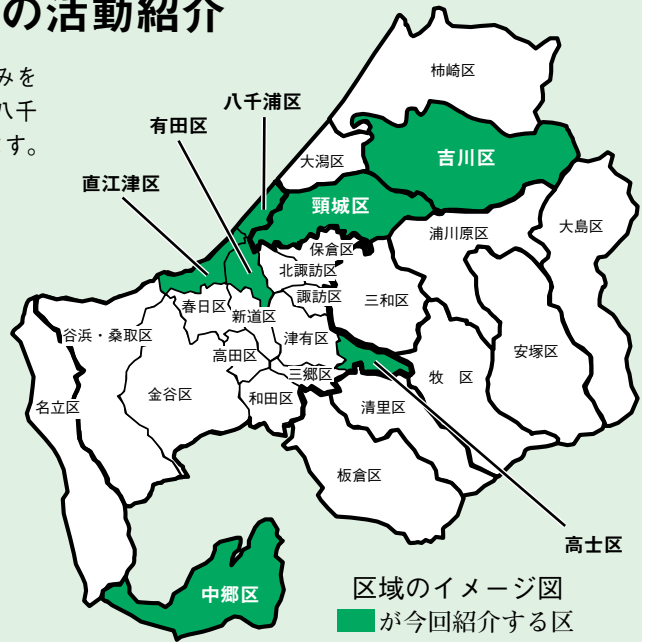 の活動紹介
みを
八千
す。
柿崎区
八千浦区
有田区
大潟区
吉川区
直江津区
頸城区
大島区
浦川原区
保倉区
北諏訪区
諏訪区
三和区
春日区
新道区
谷浜・桑取区
津有区
高田区
安塚区
三郷区
牧 区
金谷区
和田区
名立区
清里区
板倉区
高士区
中郷区
区域のイメージ図
が今回紹介する区